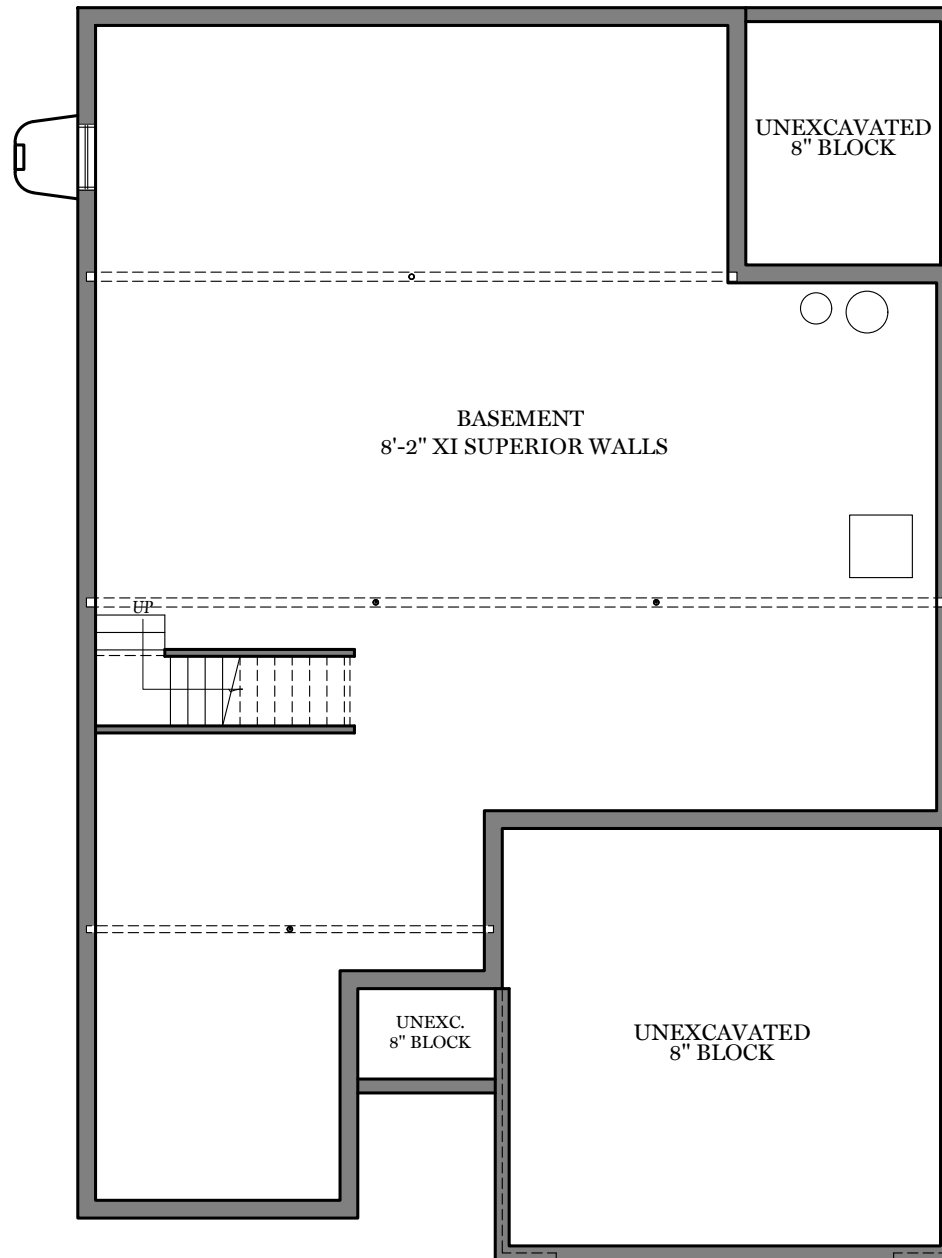 UNEXCAVATED
8" BLOCK
BASEMENT
8'-2" XI SUPERIOR WALLS
UP
UNEXC.
8" BLOCK
UNEXCAVATED
8" BLOCK